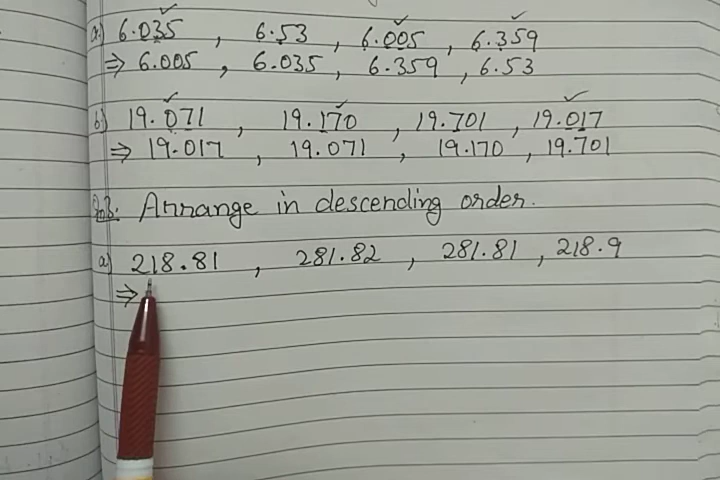 a) 6.035 , 6.53 , 6.005 , 6.359
⇒ 6.005 , 6.035 , 6.359 , 6.53
b) 19.071 , 19.170 , 19.701 , 19.017
⇒ 19.017 , 19.071 , 19.170 , 19.701
Arrange in descending order.
a) 218.81 , 281.82 , 281.81 , 218.9
⇒